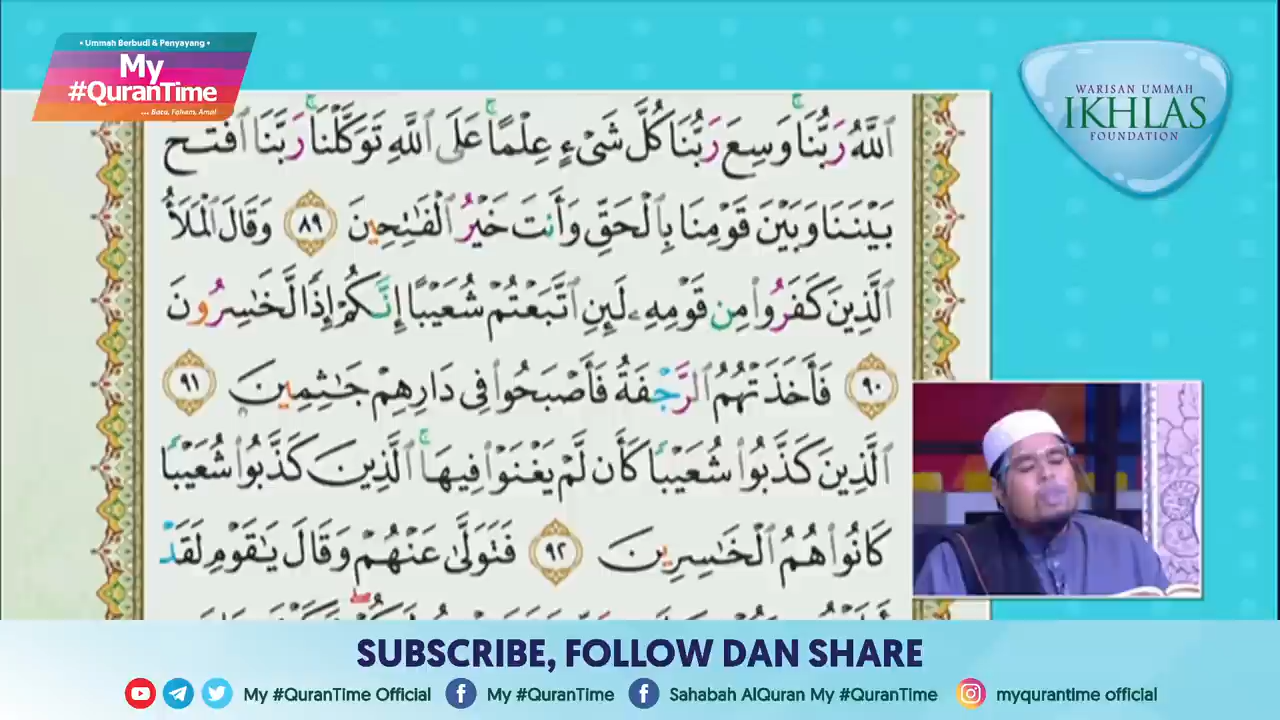 • Ummah Berbudi & Penyayang •
My
#QuranTime
... Baca, Faham, Amal
WARISAN UMMAH
IKHLAS
FOUNDATION
ٱللَّهُ رَبُّنَا ۚ وَسِعَ رَبُّنَا كُلَّ شَىْءٍ عِلْمًا ۚ عَلَى ٱللَّهِ تَوَكَّلْنَا ۚ رَبَّنَا ٱفْتَحْ
بَيْنَنَا وَبَيْنَ قَوْمِنَا بِٱلْحَقِّ وَأَنتَ خَيْرُ ٱلْفَٰتِحِينَ ٨٩ وَقَالَ ٱلْمَلَأُ
ٱلَّذِينَ كَفَرُوا۟ مِن قَوْمِهِۦ لَئِنِ ٱتَّبَعْتُمْ شُعَيْبًا إِنَّكُمْ إِذًا لَّخَٰسِرُونَ
٩٠ فَأَخَذَتْهُمُ ٱلرَّجْفَةُ فَأَصْبَحُوا۟ فِى دَارِهِمْ جَٰثِمِينَ ٩١
ٱلَّذِينَ كَذَّبُوا۟ شُعَيْبًا كَأَن لَّمْ يَغْنَوْا۟ فِيهَا ۚ ٱلَّذِينَ كَذَّبُوا۟ شُعَيْبًا
كَانُوا۟ هُمُ ٱلْخَٰسِرِينَ ٩٢ فَتَوَلَّىٰ عَنْهُمْ وَقَالَ يَٰقَوْمِ لَقَدْ
SUBSCRIBE, FOLLOW DAN SHARE
My #QuranTime Official My #QuranTime Sahabah AlQuran My #QuranTime myqurantime official